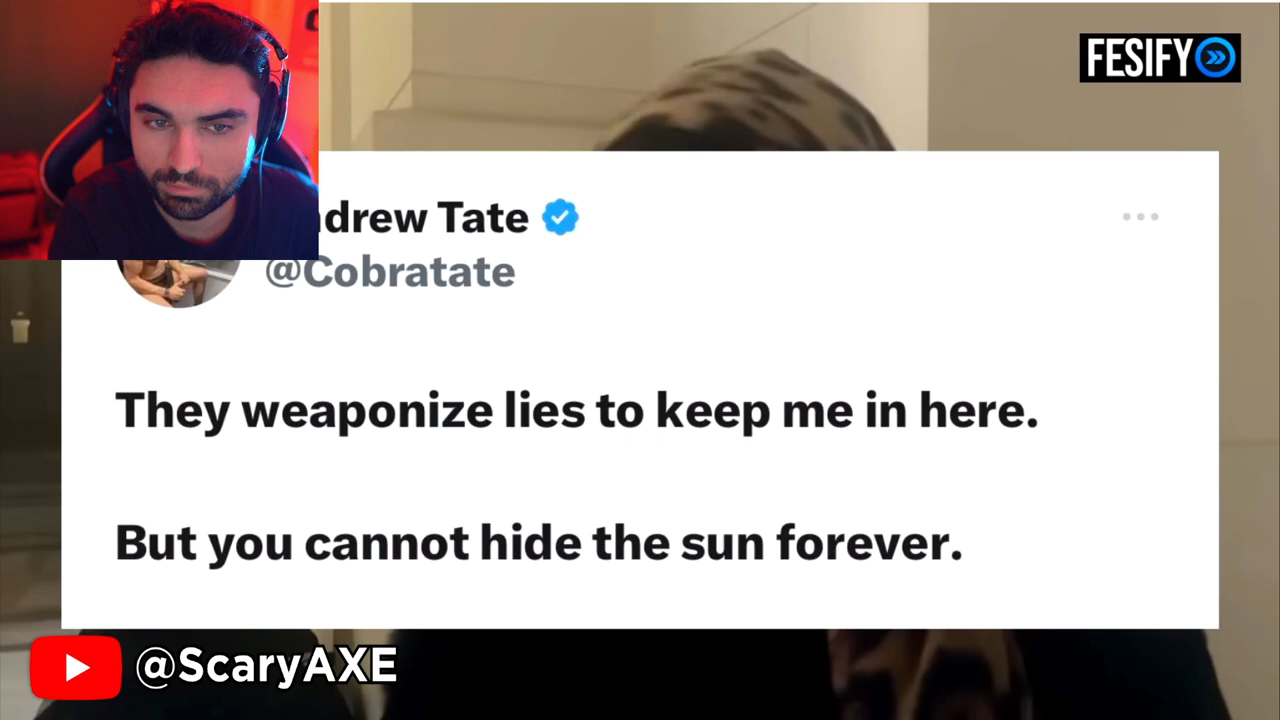 FESIFY
ndrew Tate
@Cobratate
They weaponize lies to keep me in here.
But you cannot hide the sun forever.
@ScaryAXE